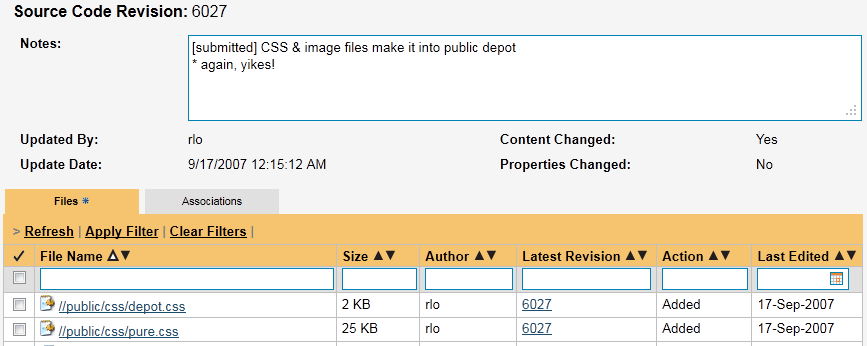 Source Code Revision: 6027
Notes: [submitted] CSS & image files make it into public depot
* again, yikes!
Updated By: rlo Content Changed: Yes
Update Date: 9/17/2007 12:15:12 AM Properties Changed: No
Files * Associations
> Refresh | Apply Filter | Clear Filters |
✓ File Name Δ▼ Size ▲▼ Author ▲▼ Latest Revision ▲▼ Action ▲▼ Last Edited ▲▼
//public/css/depot.css 2 KB rlo 6027 Added 17-Sep-2007
//public/css/pure.css 25 KB rlo 6027 Added 17-Sep-2007